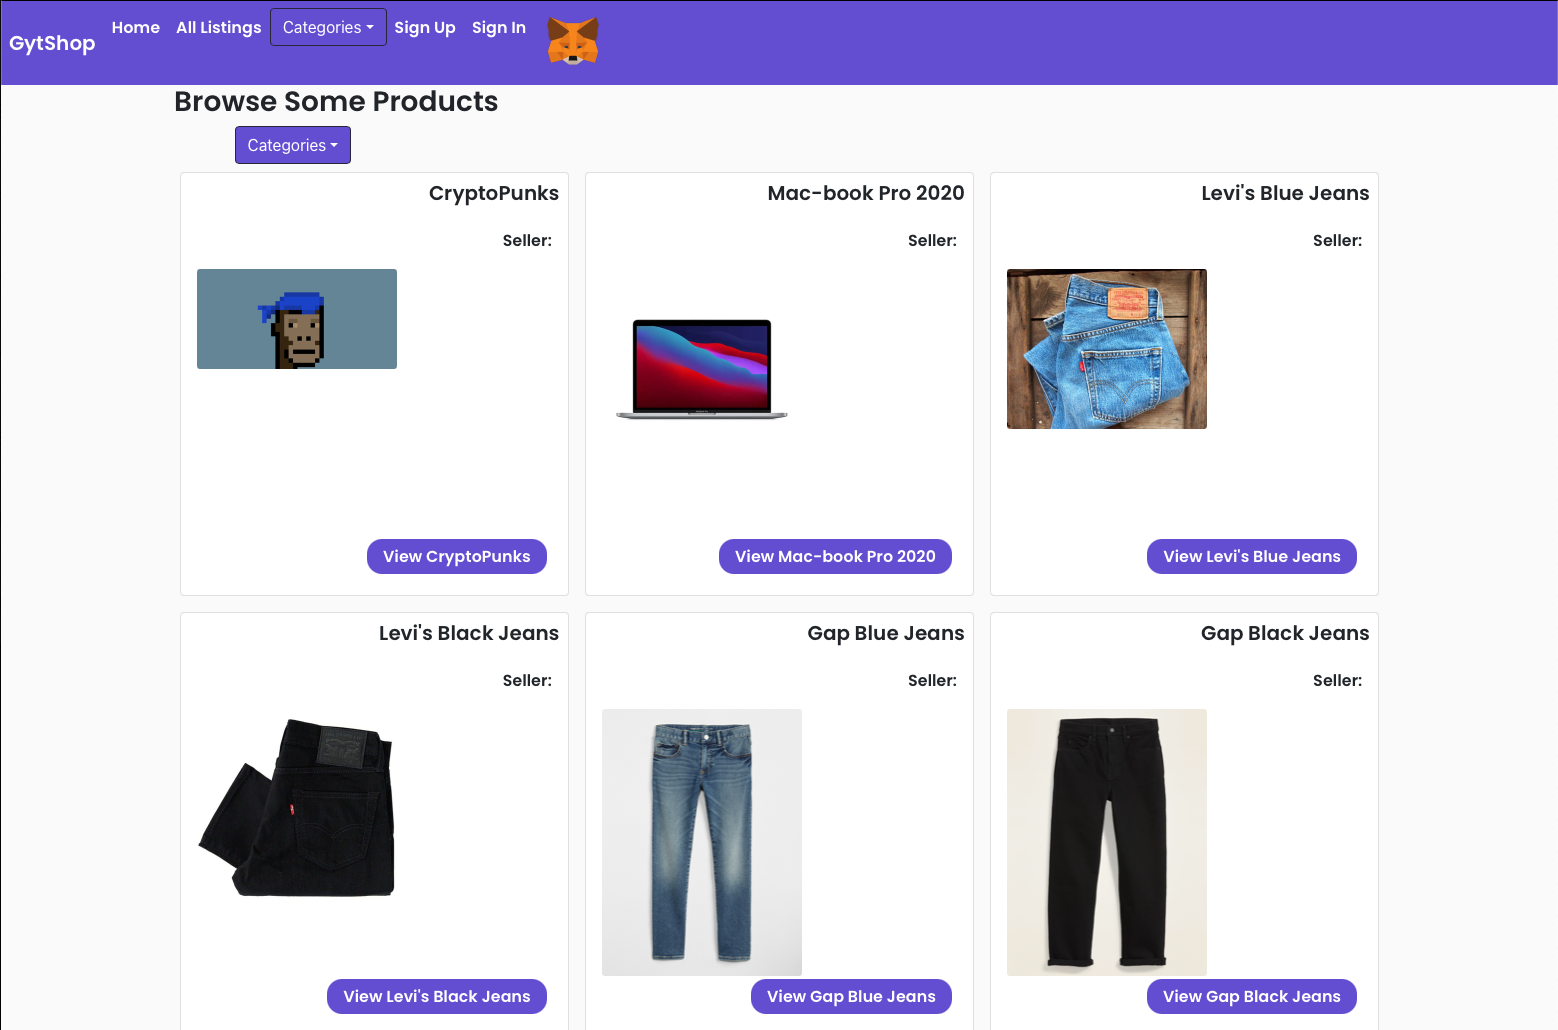 GytShop
Home
All Listings
Categories
Sign Up
Sign In
Browse Some Products
Categories
CryptoPunks
Seller:
View CryptoPunks
Mac-book Pro 2020
Seller:
View Mac-book Pro 2020
Levi's Blue Jeans
Seller:
View Levi's Blue Jeans
Levi's Black Jeans
Seller:
View Levi's Black Jeans
Gap Blue Jeans
Seller:
View Gap Blue Jeans
Gap Black Jeans
Seller:
View Gap Black Jeans